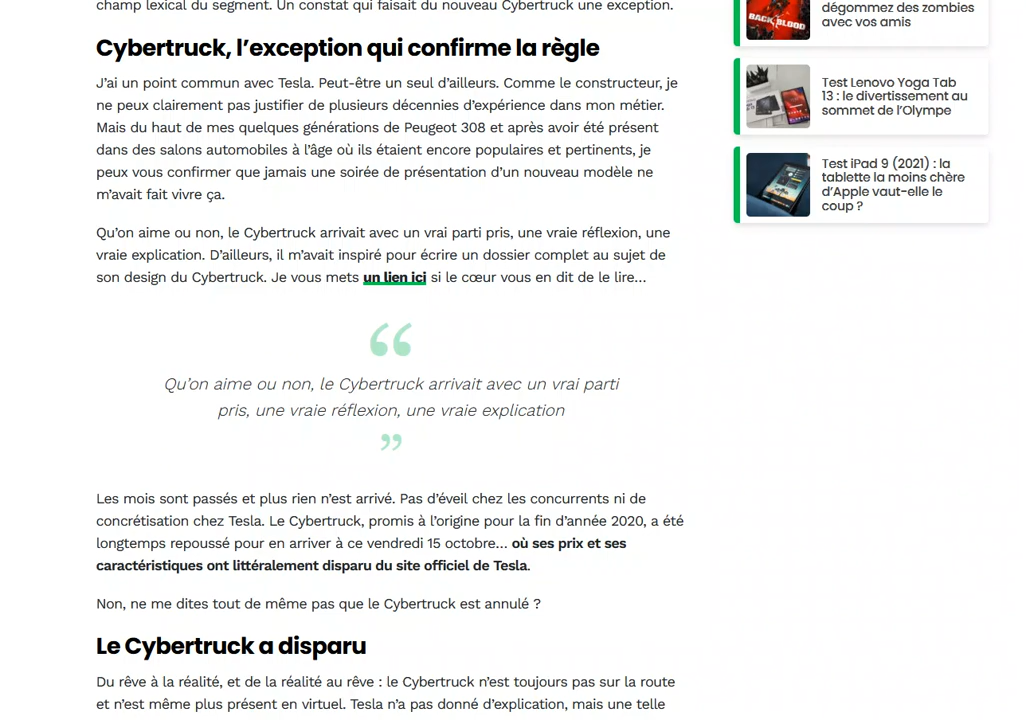 champ lexical du segment. Un constat qui faisait du nouveau Cybertruck une exception.
Cybertruck, l’exception qui confirme la règle
J’ai un point commun avec Tesla. Peut-être un seul d’ailleurs. Comme le constructeur, je
ne peux clairement pas justifier de plusieurs décennies d’expérience dans mon métier.
Mais du haut de mes quelques générations de Peugeot 308 et après avoir été présent
dans des salons automobiles à l’âge où ils étaient encore populaires et pertinents, je
peux vous confirmer que jamais une soirée de présentation d’un nouveau modèle ne
m’avait fait vivre ça.
Qu’on aime ou non, le Cybertruck arrivait avec un vrai parti pris, une vraie réflexion, une
vraie explication. D’ailleurs, il m’avait inspiré pour écrire un dossier complet au sujet de
son design du Cybertruck. Je vous mets un lien ici si le cœur vous en dit de le lire…
“
Qu’on aime ou non, le Cybertruck arrivait avec un vrai parti
pris, une vraie réflexion, une vraie explication
”
Les mois sont passés et plus rien n’est arrivé. Pas d’éveil chez les concurrents ni de
concrétisation chez Tesla. Le Cybertruck, promis à l’origine pour la fin d’année 2020, a été
longtemps repoussé pour en arriver à ce vendredi 15 octobre… où ses prix et ses
caractéristiques ont littéralement disparu du site officiel de Tesla.
Non, ne me dites tout de même pas que le Cybertruck est annulé ?
Le Cybertruck a disparu
Du rêve à la réalité, et de la réalité au rêve : le Cybertruck n’est toujours pas sur la route
et n’est même plus présent en virtuel. Tesla n’a pas donné d’explication, mais une telle
BACK BLOOD
dégommez des zombies
avec vos amis
Test Lenovo Yoga Tab
13 : le divertissement au
sommet de l’Olympe
Test iPad 9 (2021) : la
tablette la moins chère
d’Apple vaut-elle le
coup ?